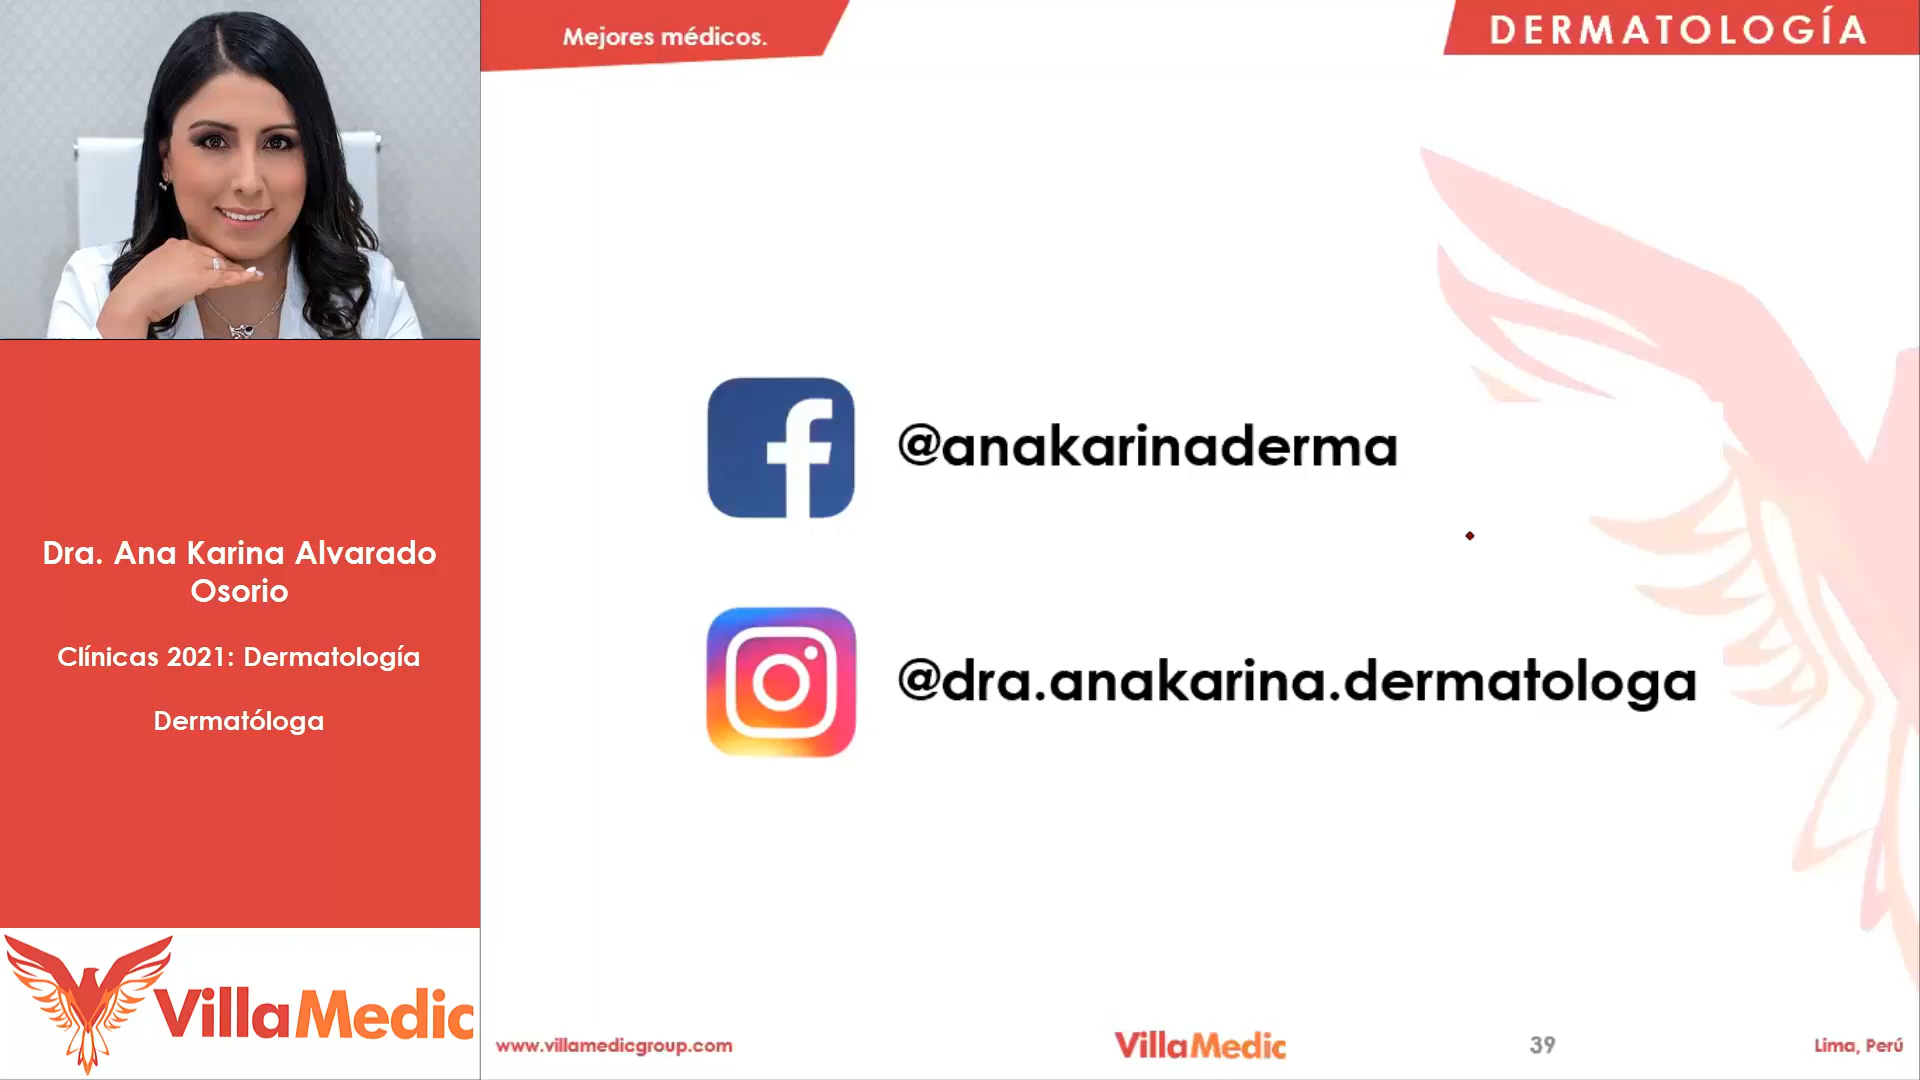 Mejores médicos.
DERMATOLOGÍA
Dra. Ana Karina Alvarado
Osorio
Clínicas 2021: Dermatología
Dermatóloga
VillaMedic
@anakarinaderma
@dra.anakarina.dermatologa
www.villamedicgroup.com
VillaMedic
39
Lima, Perú